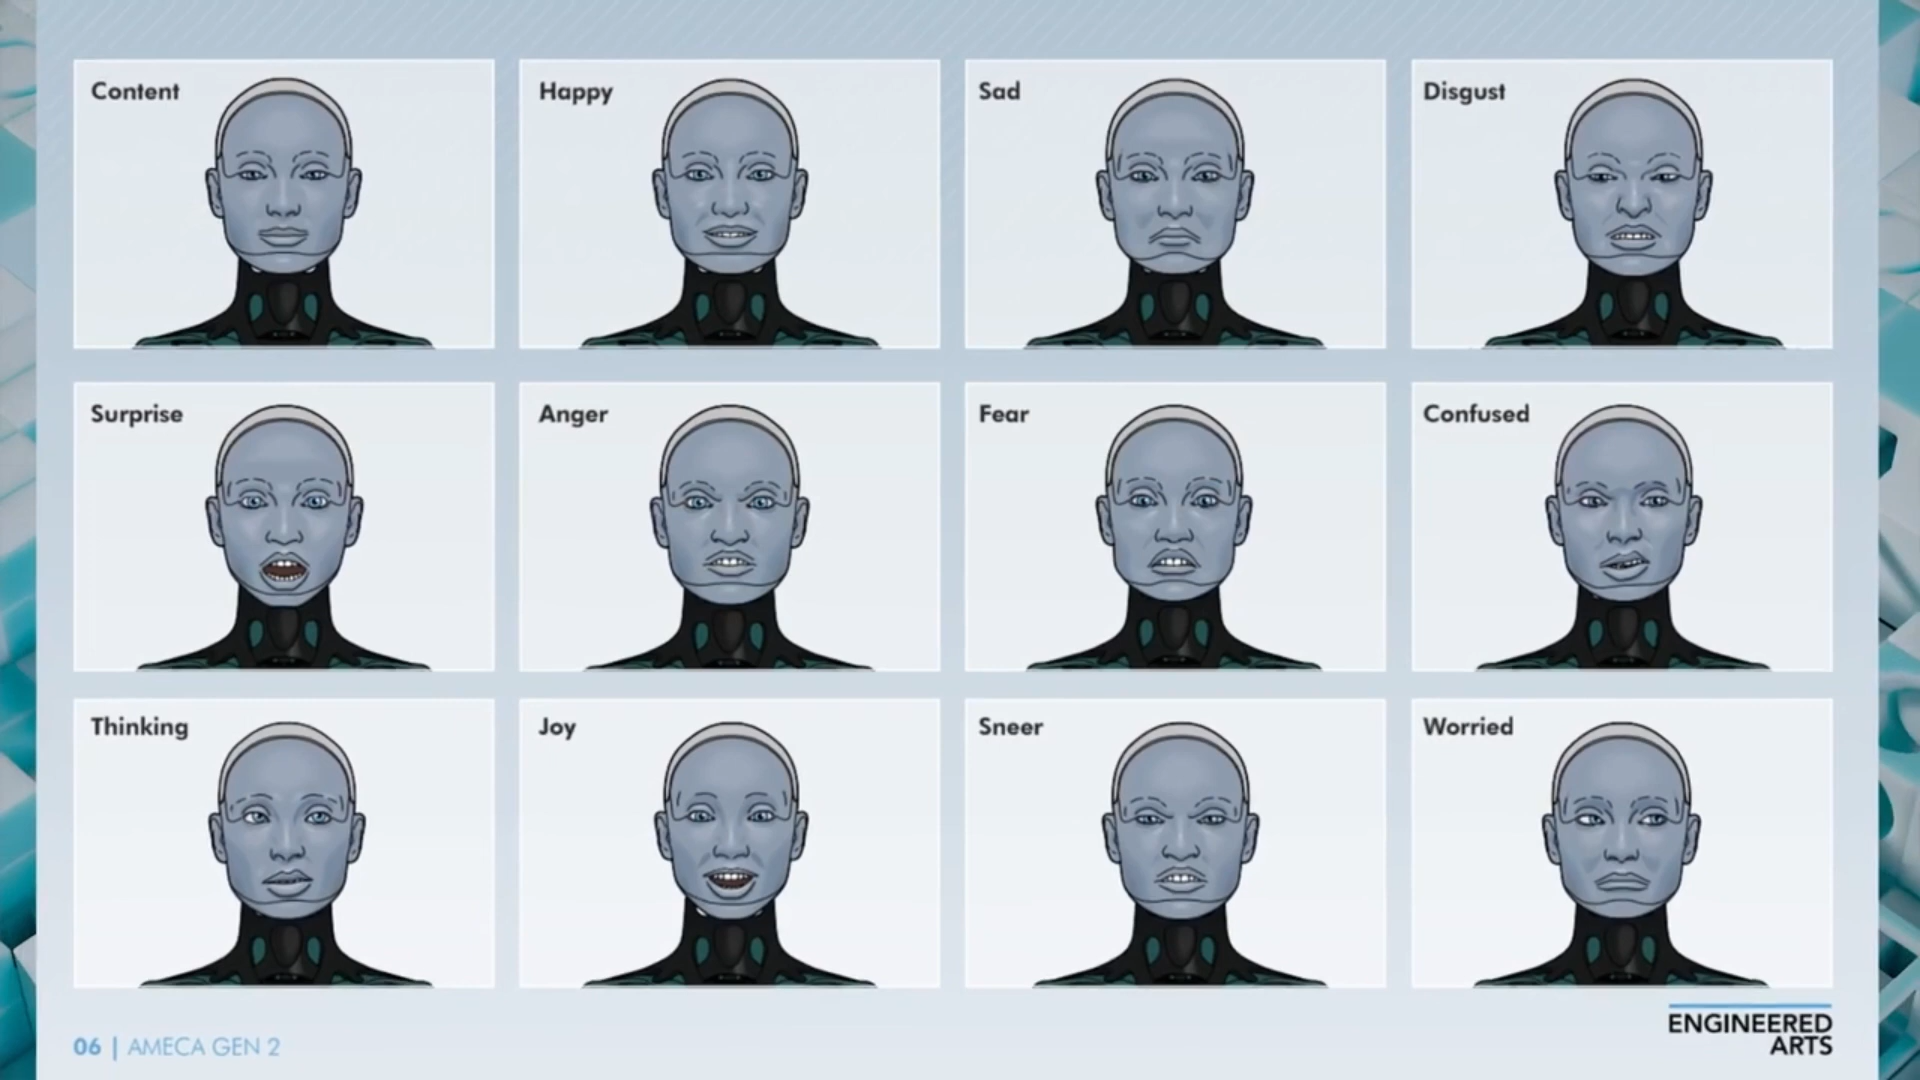 Content
Happy
Sad
Disgust
Surprise
Anger
Fear
Confused
Thinking
Joy
Sneer
Worried
06 | AMECA GEN 2
ENGINEERED
ARTS